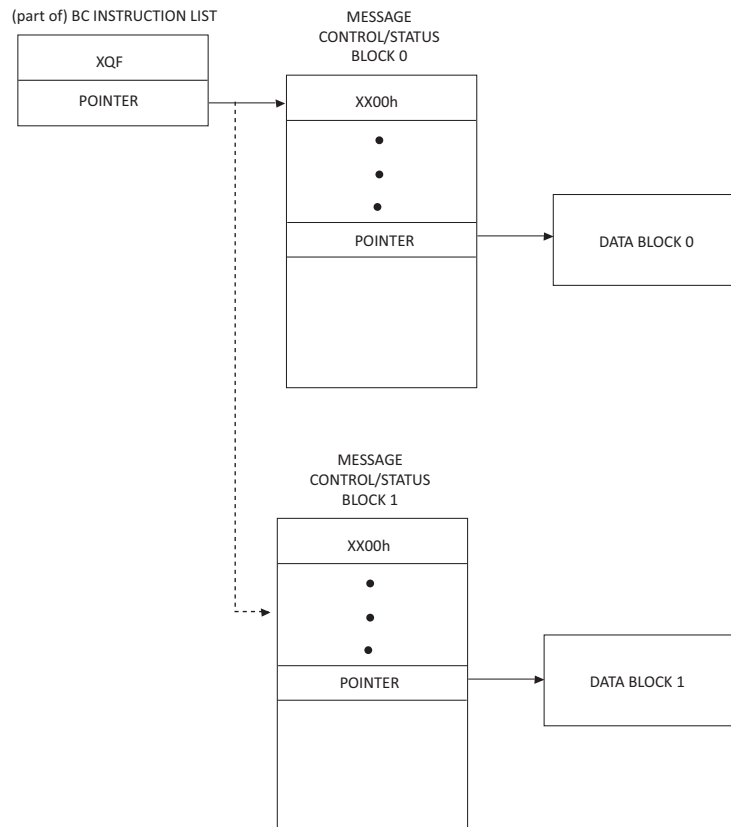 (part of) BC INSTRUCTION LIST
XQF
POINTER
MESSAGE
CONTROL/STATUS
BLOCK 0
XX00h
POINTER
DATA BLOCK 0
MESSAGE
CONTROL/STATUS
BLOCK 1
XX00h
POINTER
DATA BLOCK 1